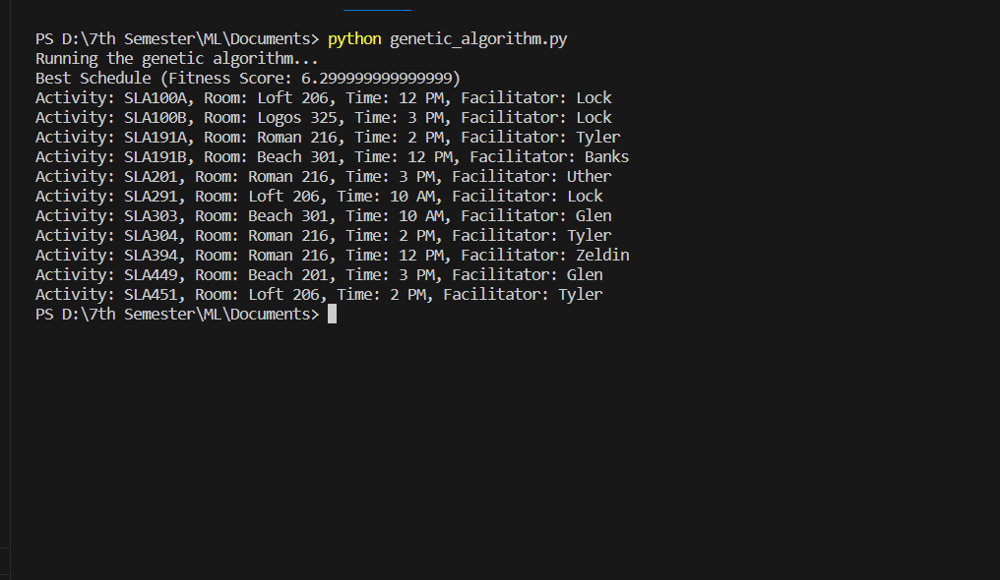 PS D:\7th Semester\ML\Documents> python genetic_algorithm.py
Running the genetic algorithm...
Best Schedule (Fitness Score: 6.299999999999999)
Activity: SLA100A, Room: Loft 206, Time: 12 PM, Facilitator: Lock
Activity: SLA100B, Room: Logos 325, Time: 3 PM, Facilitator: Lock
Activity: SLA191A, Room: Roman 216, Time: 2 PM, Facilitator: Tyler
Activity: SLA191B, Room: Beach 301, Time: 12 PM, Facilitator: Banks
Activity: SLA201, Room: Roman 216, Time: 3 PM, Facilitator: Uther
Activity: SLA291, Room: Loft 206, Time: 10 AM, Facilitator: Lock
Activity: SLA303, Room: Beach 301, Time: 10 AM, Facilitator: Glen
Activity: SLA304, Room: Roman 216, Time: 2 PM, Facilitator: Tyler
Activity: SLA394, Room: Roman 216, Time: 12 PM, Facilitator: Zeldin
Activity: SLA449, Room: Beach 201, Time: 3 PM, Facilitator: Glen
Activity: SLA451, Room: Loft 206, Time: 2 PM, Facilitator: Tyler
PS D:\7th Semester\ML\Documents>